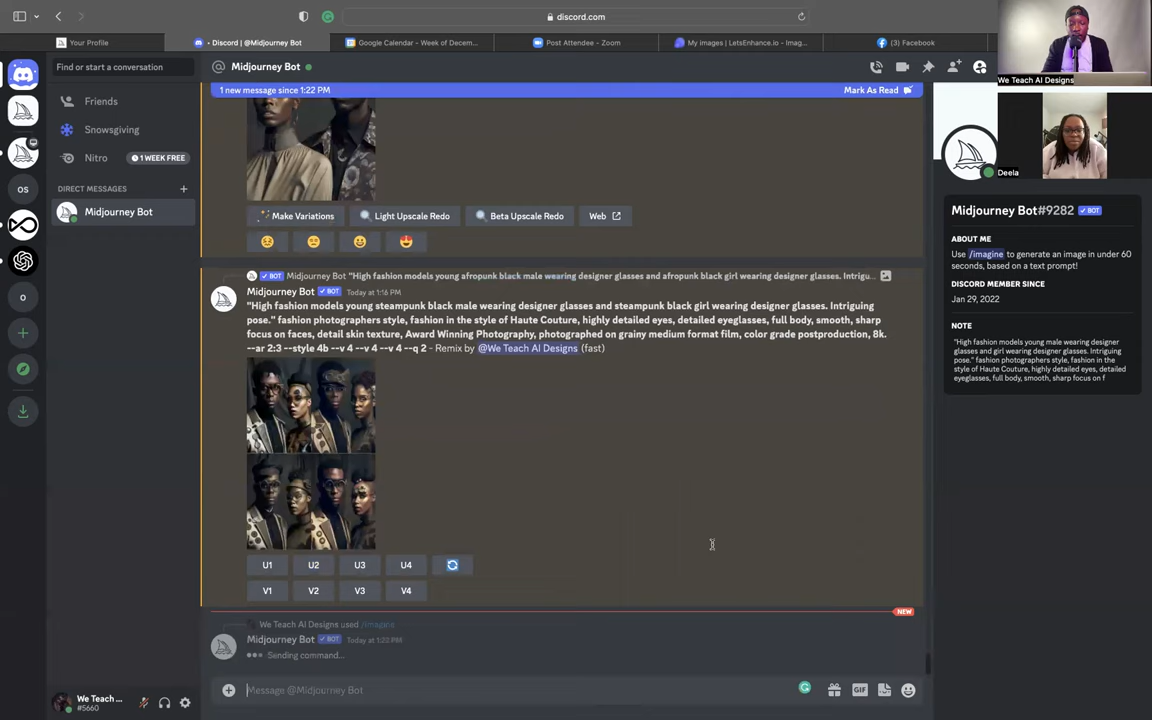 discord.com
Your Profile
• Discord | @Midjourney Bot
Google Calendar - Week of Decem...
Post Attendee - Zoom
My images | LetsEnhance.io - Imag...
(3) Facebook
We Teach AI Designs
Deela
Find or start a conversation
Friends
Snowsgiving
Nitro
1 WEEK FREE
DIRECT MESSAGES
Midjourney Bot
OS
O
@ Midjourney Bot
1 new message since 1:22 PM
Mark As Read
Make Variations
Light Upscale Redo
Beta Upscale Redo
Web
✔ BOT Midjourney Bot "High fashion models young afropunk black male wearing designer glasses and afropunk black girl wearing designer glasses. Intrigu...
Midjourney Bot ✔ BOT Today at 1:16 PM
"High fashion models young steampunk black male wearing designer glasses and steampunk black girl wearing designer glasses. Intriguing
pose." fashion photographers style, fashion in the style of Haute Couture, highly detailed eyes, detailed eyeglasses, full body, smooth, sharp
focus on faces, detail skin texture, Award Winning Photography, photographed on grainy medium format film, color grade postproduction, 8k.
--ar 2:3 --style 4b --v 4 --v 4 --v 4 --q 2 - Remix by @We Teach AI Designs (fast)
U1
U2
U3
U4
V1
V2
V3
V4
NEW
We Teach AI Designs used /imagine
Midjourney Bot ✔ BOT Today at 1:22 PM
Sending command...
Message @Midjourney Bot
GIF
We Teach ...
#5660
Midjourney Bot#9282 ✔ BOT
ABOUT ME
Use /imagine to generate an image in under 60
seconds, based on a text prompt!
DISCORD MEMBER SINCE
Jan 29, 2022
NOTE
"High fashion models young male wearing designer
glasses and girl wearing designer glasses. Intriguing
pose." fashion photographers style, fashion in the
style of Haute Couture, highly detailed eyes, detailed
eyeglasses, full body, smooth, sharp focus on f